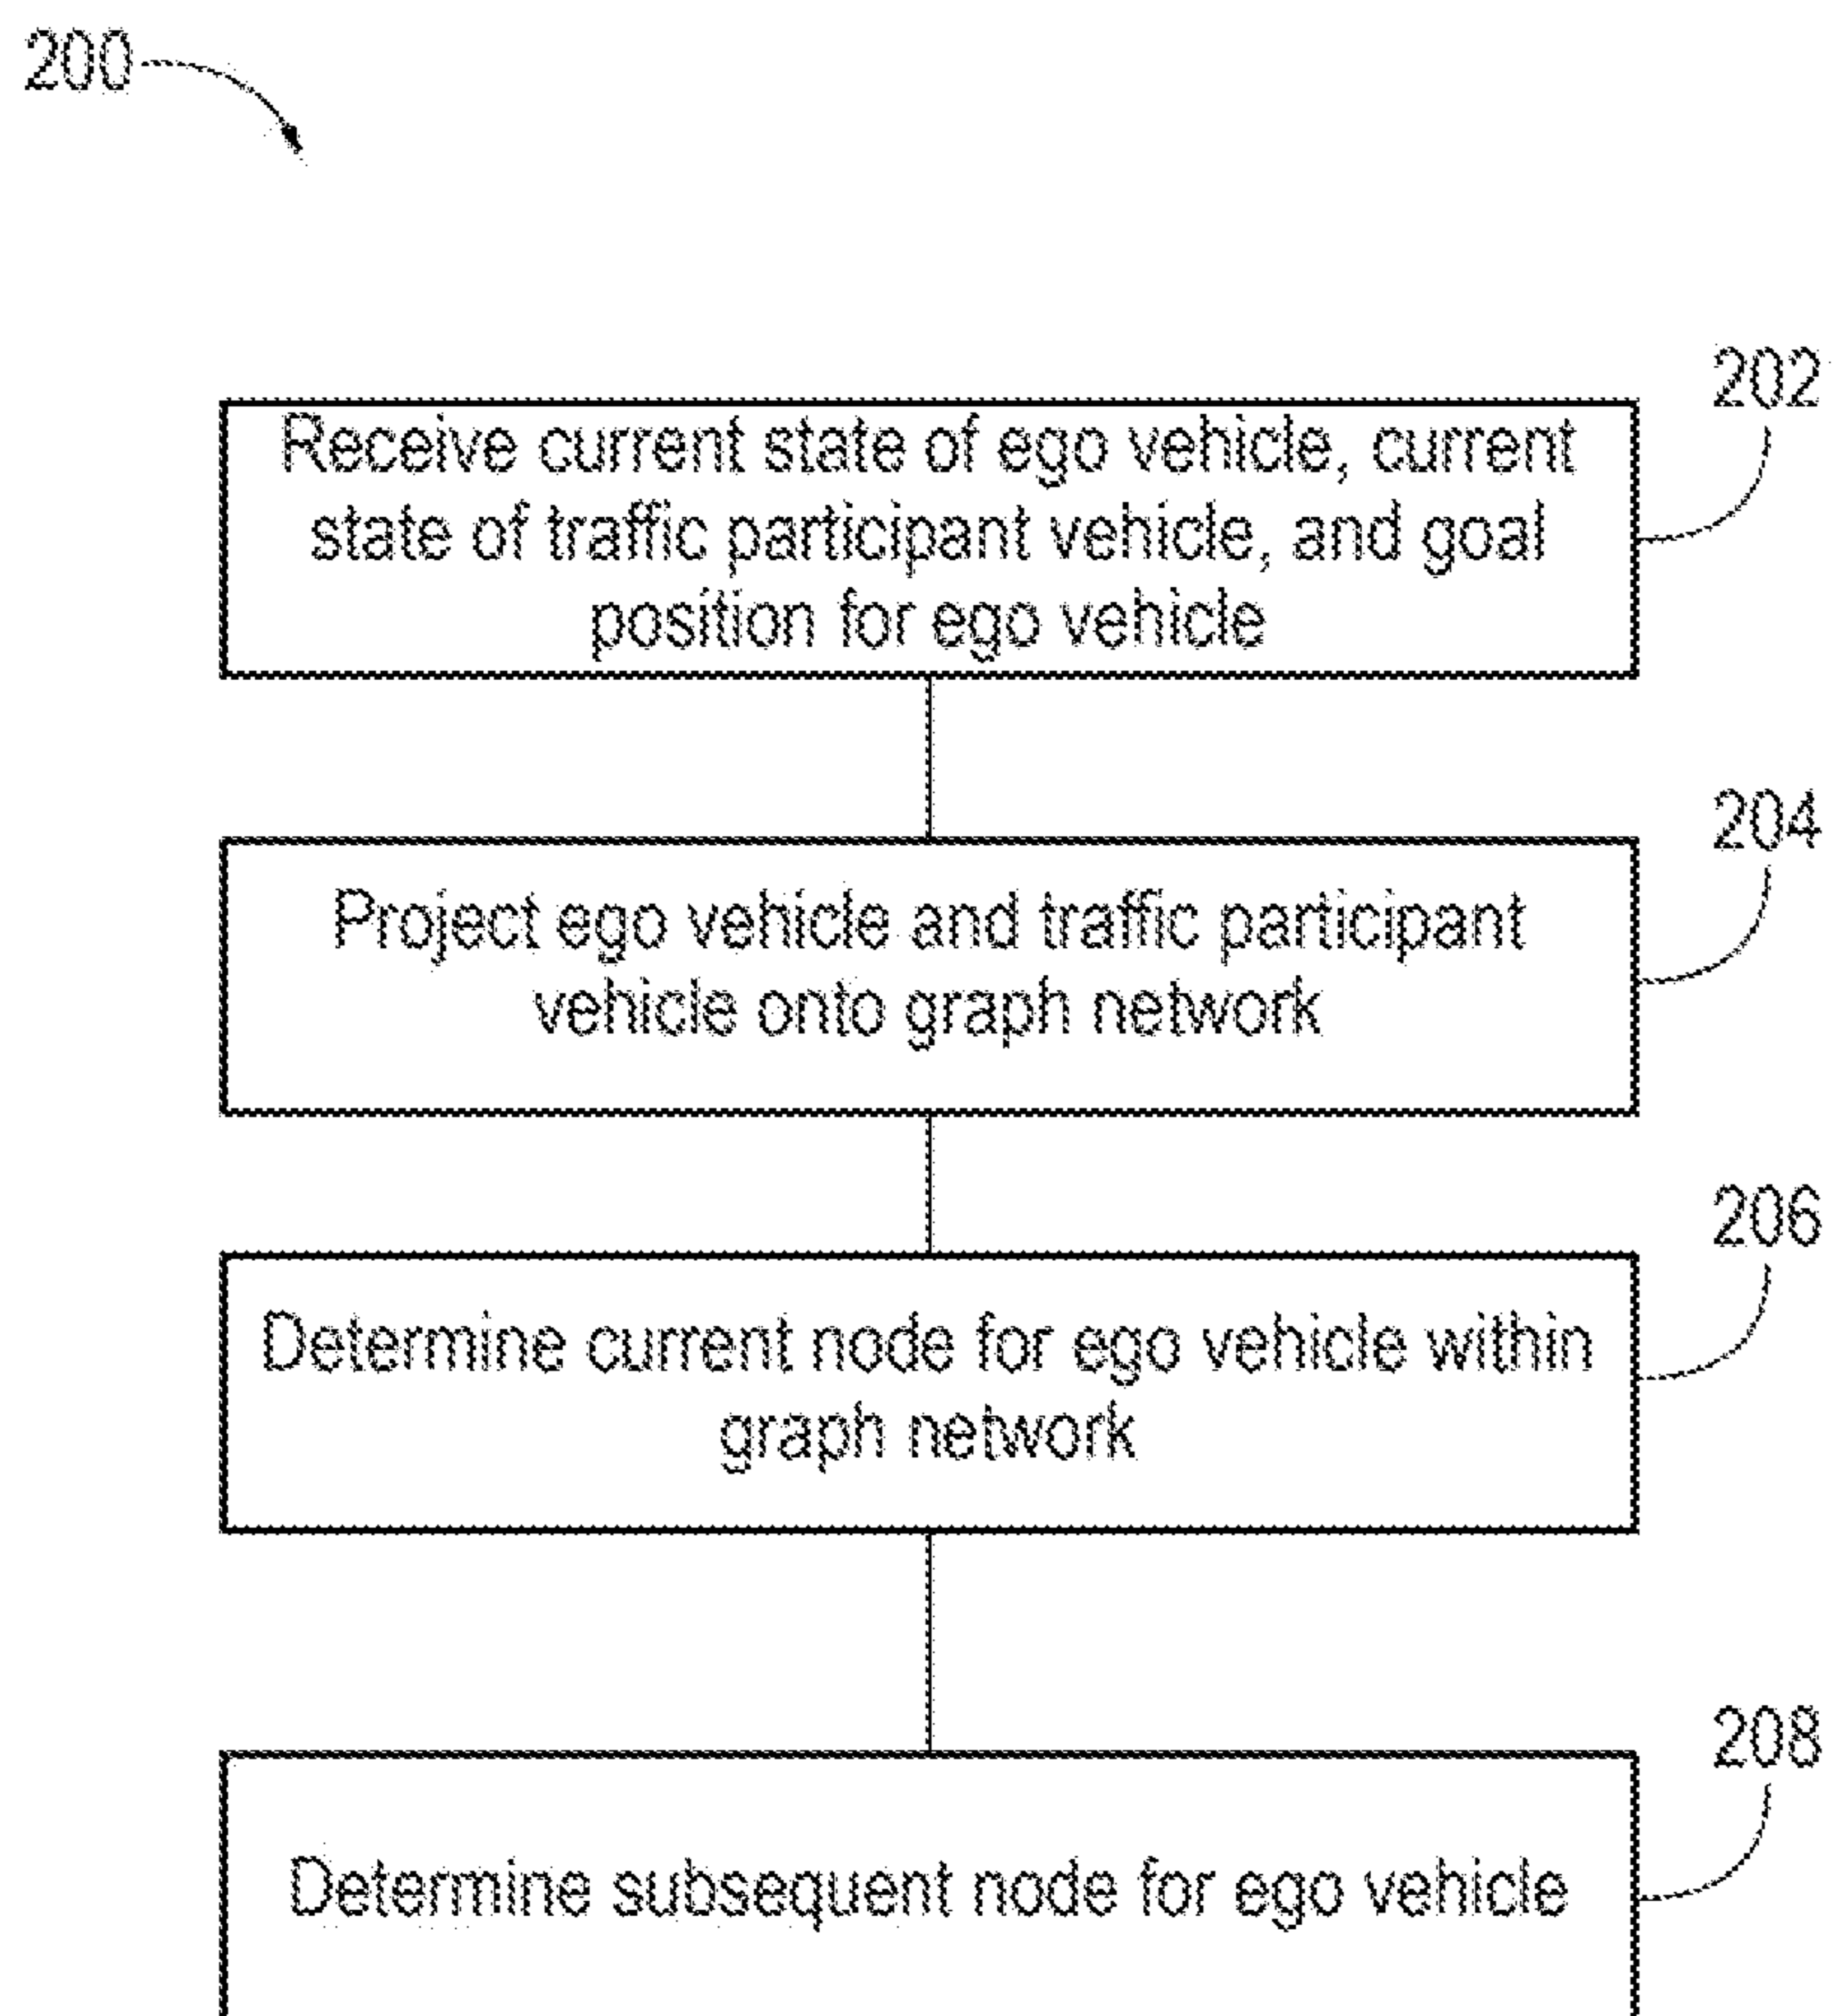 200
202
Receive current state of ego vehicle, current
state of traffic participant vehicle, and goal
position for ego vehicle
204
Project ego vehicle and traffic participant
vehicle onto graph network
206
Determine current node for ego vehicle within
graph network
208
Determine subsequent node for ego vehicle